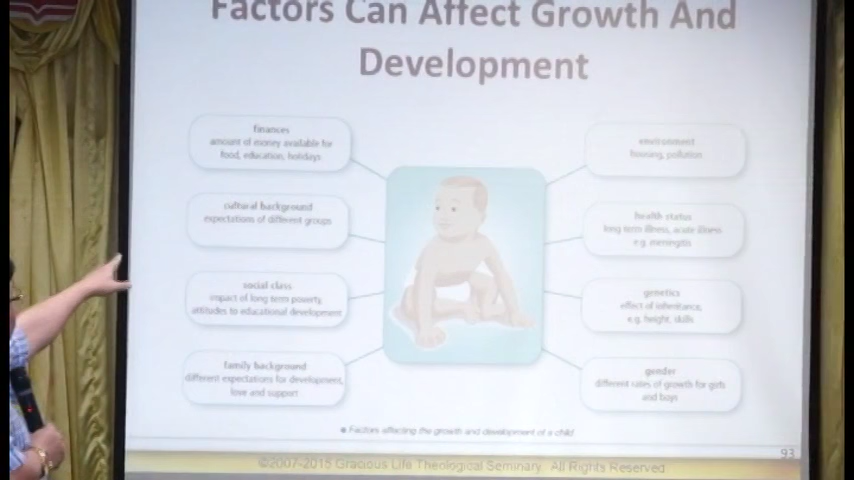 Factors Can Affect Growth And
Development
finances
amount of money available for
food, education, holidays
cultural background
expectations of different groups
social class
impact of long term poverty,
attitudes to educational development
family background
different expectations for development,
love and support
environment
housing, pollution
health status
long term illness, acute illness
e.g. meningitis
genetics
effect of inheritance,
e.g. height, skills
gender
different rates of growth for girls
and boys
Factors affecting the growth and development of a child
93
©2007-2015 Gracious Life Theological Seminary. All Rights Reserved